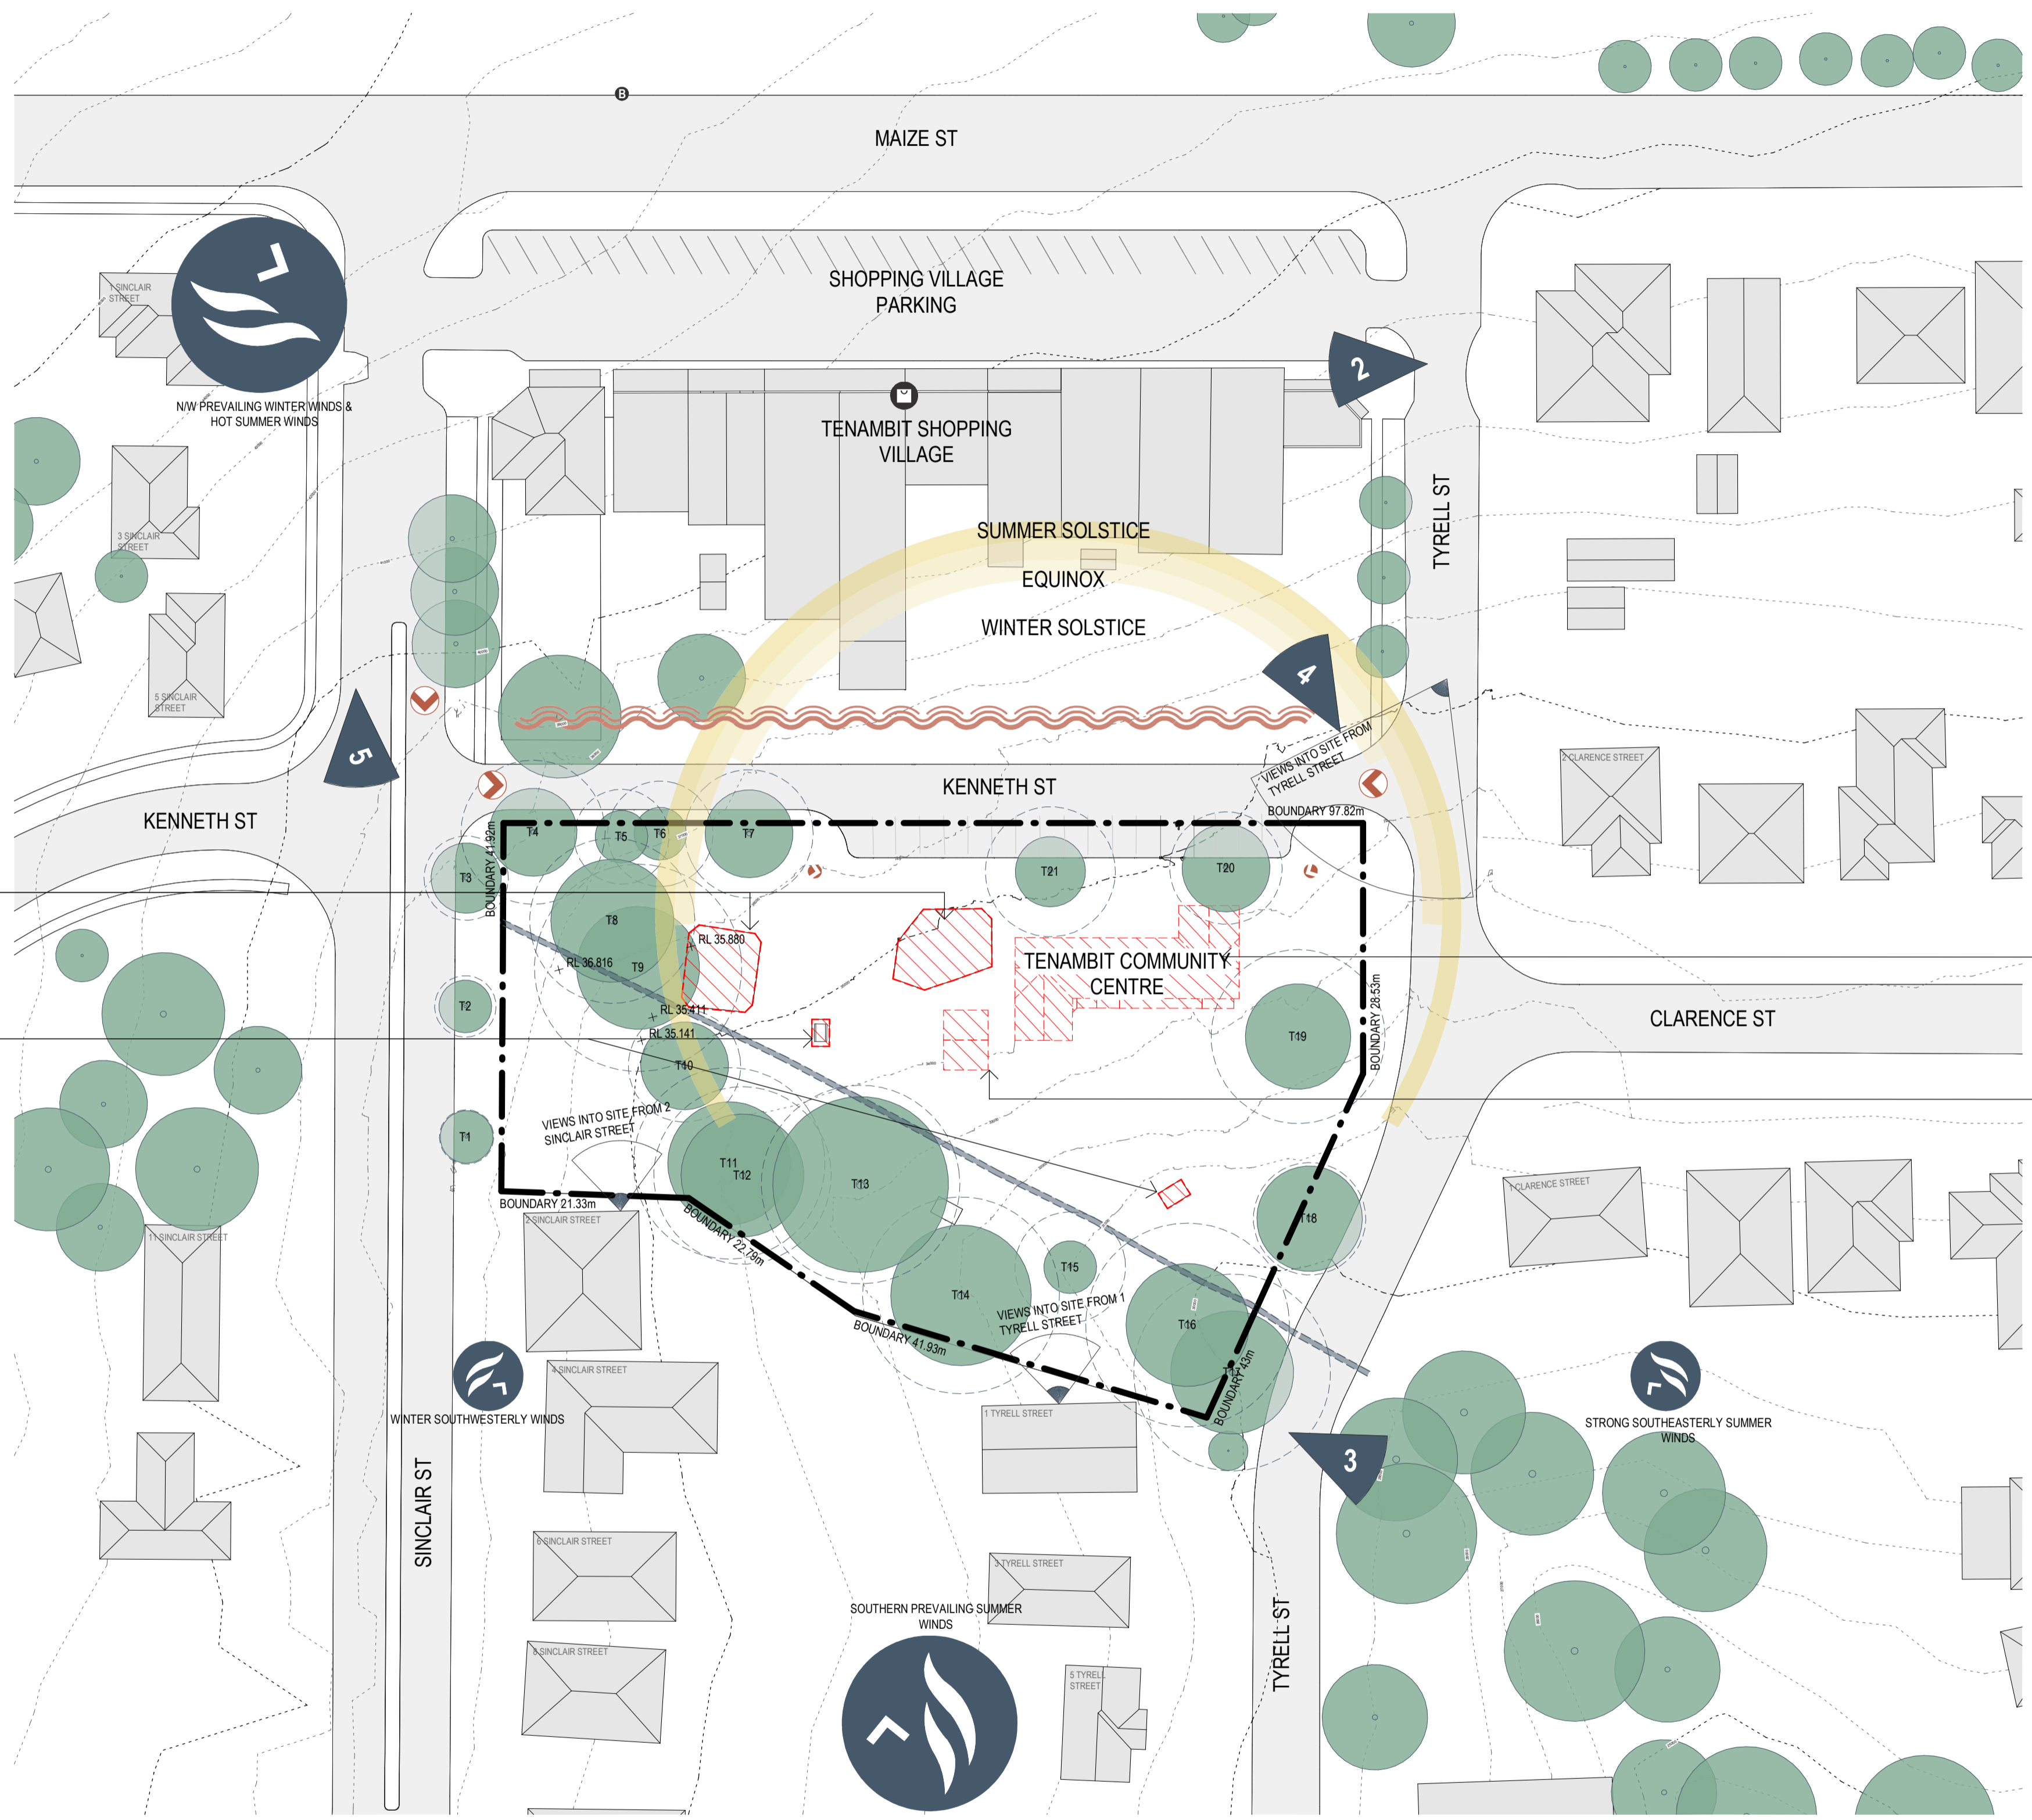 B
MAIZE ST
SHOPPING VILLAGE
PARKING
1 SINCLAIR
STREET
N/W PREVAILING WINTER WINDS &
HOT SUMMER WINDS
2
TENAMBIT SHOPPING
VILLAGE
TYRELL ST
3 SINCLAIR
STREET
SUMMER SOLSTICE
EQUINOX
WINTER SOLSTICE
5 SINCLAIR
STREET
4
5
VIEWS INTO SITE FROM
TYRELL STREET
2 CLARENCE STREET
KENNETH ST
KENNETH ST
BOUNDARY 97.82m
BOUNDARY 41.92m
T4
T5
T6
T7
T3
T21
T20
T8
RL 35.880
RL 36.816
T9
TENAMBIT COMMUNITY
CENTRE
T2
RL 35.411
RL 35.141
T10
T19
BOUNDARY 28.53m
CLARENCE ST
VIEWS INTO SITE FROM 2
SINCLAIR STREET
T1
T11
T12
T13
1 CLARENCE STREET
BOUNDARY 21.33m
2 SINCLAIR STREET
BOUNDARY 22.79m
T18
11 SINCLAIR STREET
T15
T14
VIEWS INTO SITE FROM 1
TYRELL STREET
T16
BOUNDARY 41.93m
4 SINCLAIR STREET
WINTER SOUTHWESTERLY WINDS
1 TYRELL STREET
STRONG SOUTHEASTERLY SUMMER
WINDS
3
SINCLAIR ST
6 SINCLAIR STREET
3 TYRELL STREET
SOUTHERN PREVAILING SUMMER
WINDS
TYRELL ST
8 SINCLAIR STREET
5 TYRELL
STREET